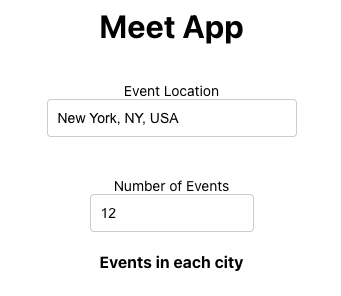 Meet App
Event Location
New York, NY, USA
Number of Events
12
Events in each city